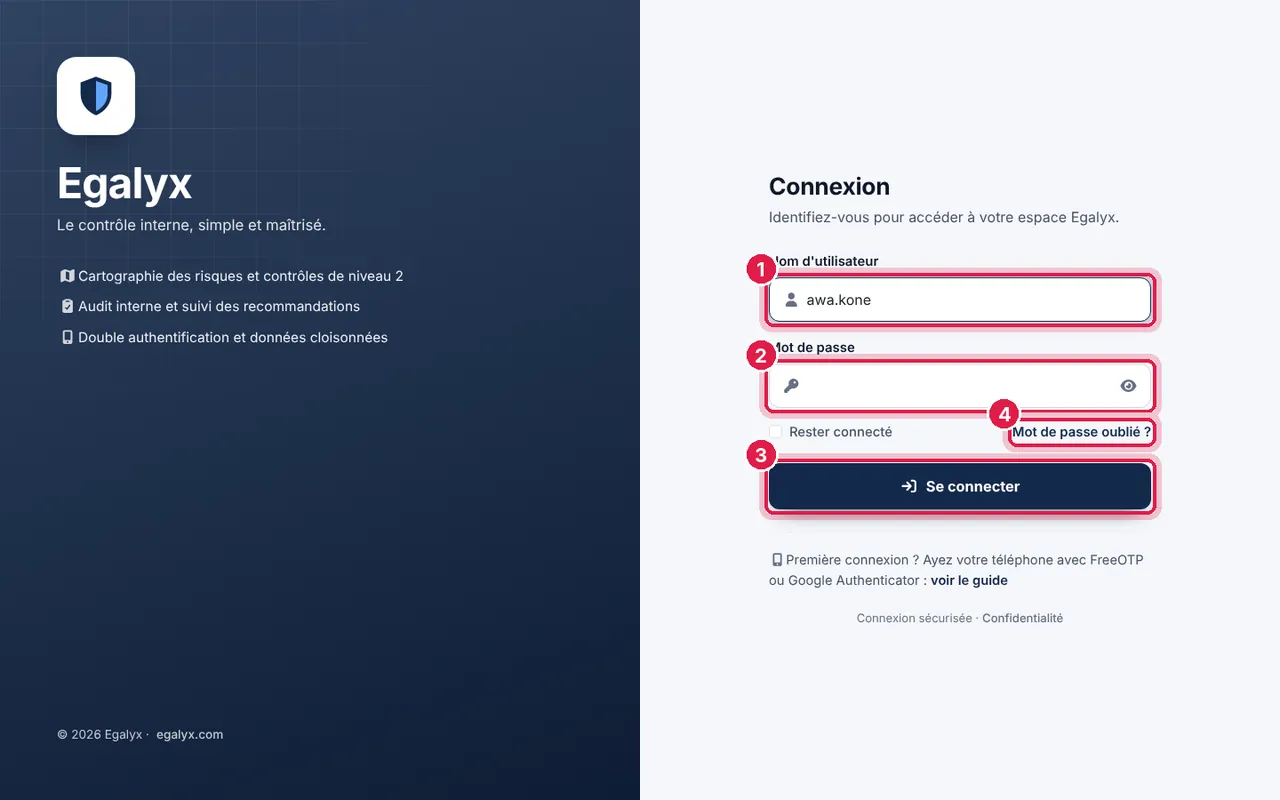 Egalyx
Le contrôle interne, simple et maîtrisé.
Cartographie des risques et contrôles de niveau 2
Audit interne et suivi des recommandations
Double authentification et données cloisonnées
© 2026 Egalyx · egalyx.com
Connexion
Identifiez-vous pour accéder à votre espace Egalyx.
1
Nom d'utilisateur
awa.kone
2
Mot de passe
4
Rester connecté
Mot de passe oublié ?
3
Se connecter
Première connexion ? Ayez votre téléphone avec FreeOTP
ou Google Authenticator : voir le guide
Connexion sécurisée · Confidentialité